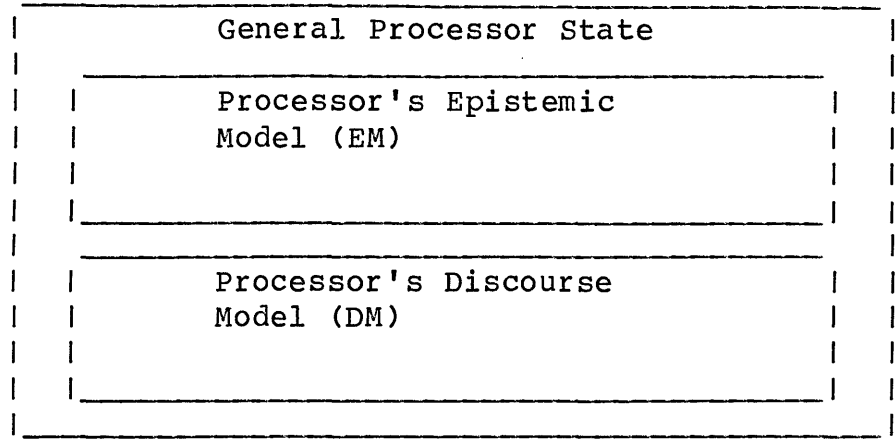 General Processor State
Processor's Epistemic
Model (EM)
Processor's Discourse
Model (DM)